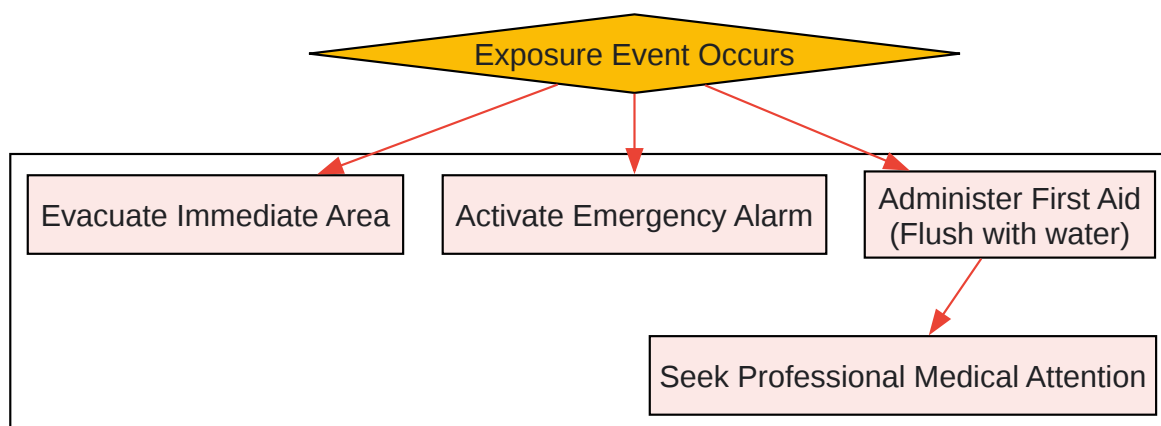 Exposure Event Occurs
Evacuate Immediate Area
Activate Emergency Alarm
Administer First Aid
(Flush with water)
Seek Professional Medical Attention